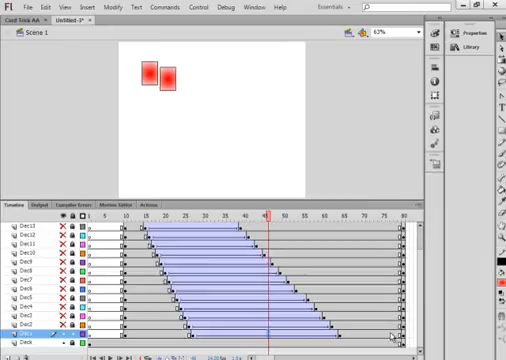 Fl File Edit View Insert Modify Text Commands Control Debug Window Help Essentials
Card Trick AA × Untitled-3* ×
Scene 1 63%
Properties
Library
Timeline Output Compiler Errors Motion Editor Actions
1 5 10 15 20 25 30 35 40 45 50 55 60 65 70 75 80
Dec13
Dec12
Dec11
Dec10
Dec9
Dec8
Dec7
Dec6
Dec5
Dec4
Dec3
Dec2
Dec1
Deck